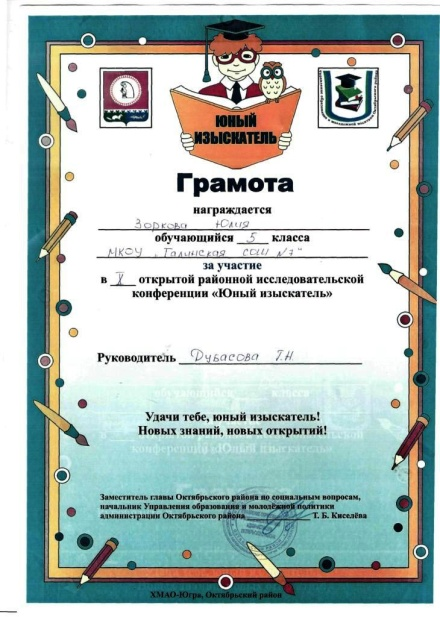 ЮНЫЙ
ИЗЫСКАТЕЛЬ
Грамота
награждается
Зоркова Юлия
обучающийся 5 класса
МКОУ „Талинская СОШ №7"
за участие
в X открытой районной исследовательской
конференции «Юный изыскатель»
Руководитель Дубасова Т.Н.
Удачи тебе, юный изыскатель!
Новых знаний, новых открытий!
Заместитель главы Октябрьского района по социальным вопросам,
начальник Управления образования и молодёжной политики
администрации Октябрьского района Т. Б. Киселёва
ХМАО-Югра, Октябрьский район